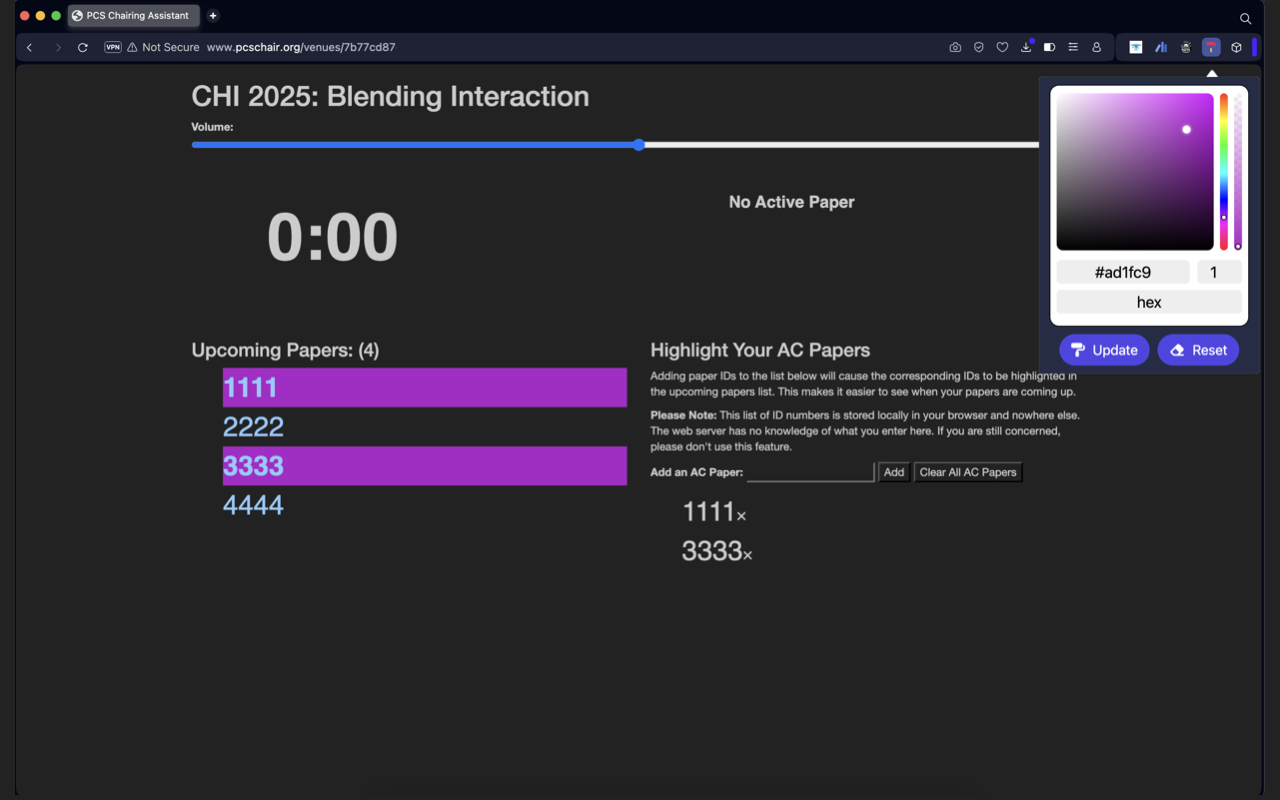 PCS Chairing Assistant
VPN Not Secure www.pcschair.org/venues/7b77cd87
CHI 2025: Blending Interaction
Volume:
0:00
No Active Paper
#ad1fc9 1
hex
Update Reset
Upcoming Papers: (4)
1111
2222
3333
4444
Highlight Your AC Papers
Adding paper IDs to the list below will cause the corresponding IDs to be highlighted in
the upcoming papers list. This makes it easier to see when your papers are coming up.
Please Note: This list of ID numbers is stored locally in your browser and nowhere else.
The web server has no knowledge of what you enter here. If you are still concerned,
please don't use this feature.
Add an AC Paper: Add Clear All AC Papers
1111×
3333×